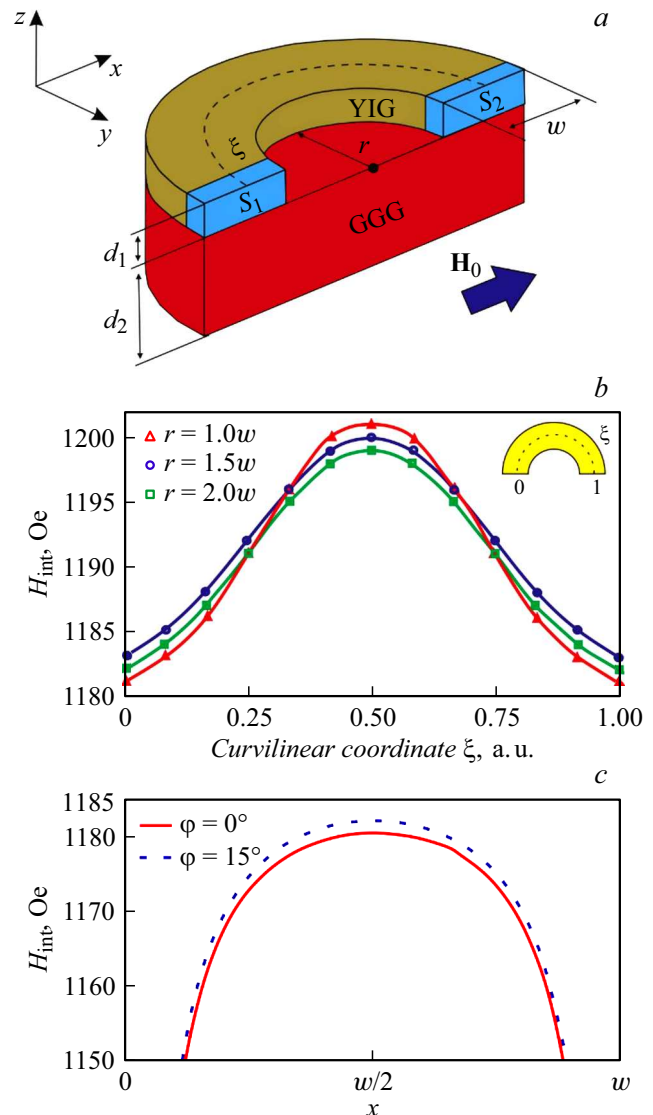 a
z
x
y
YIG
S2
w
ξ
r
S1
GGG
d1
H0
d2
b
r = 1.0w
r = 1.5w
r = 2.0w
ξ
0 1
1200
1195
1190
1185
1180
Hint, Oe
0 0.25 0.50 0.75 1.00
Curvilinear coordinate ξ, a. u.
c
φ = 0°
φ = 15°
1185
1180
1170
1160
1150
Hint, Oe
0 w/2 w
x